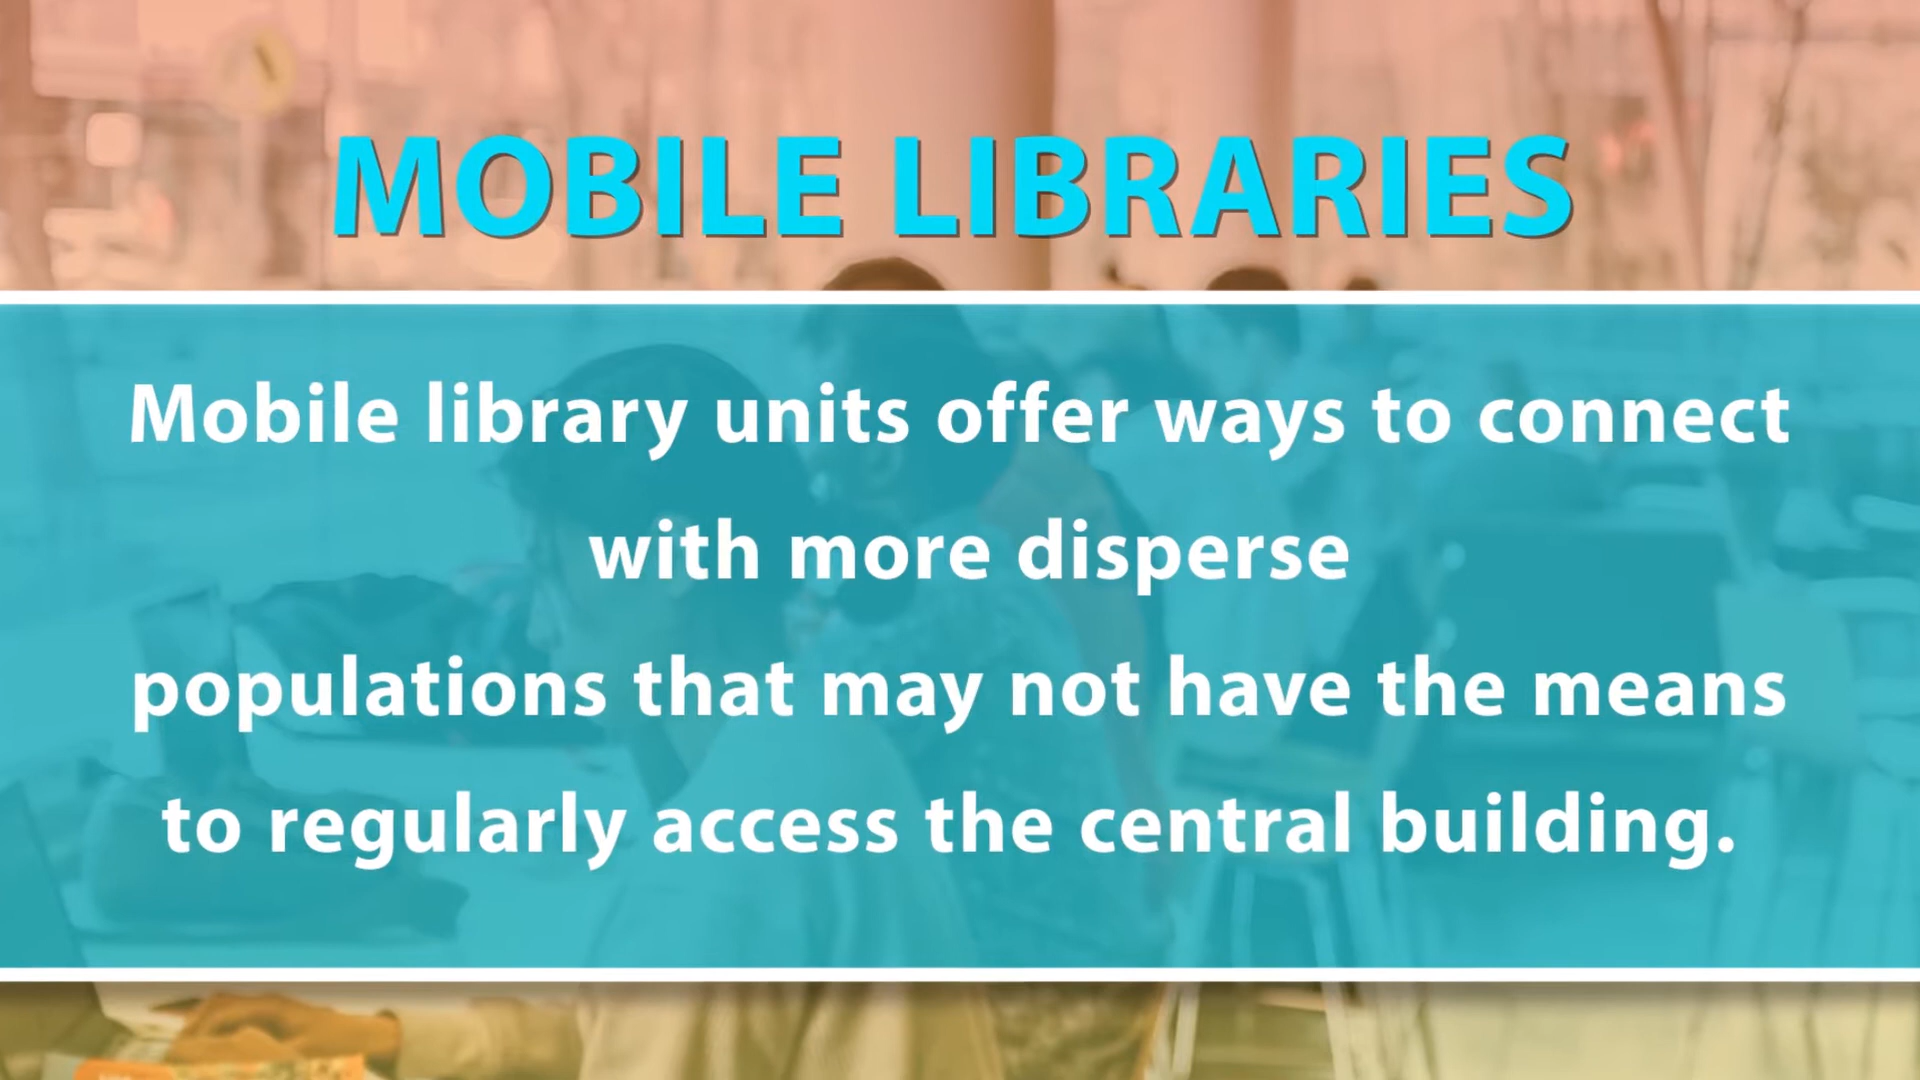 MOBILE LIBRARIES
Mobile library units offer ways to connect
with more disperse
populations that may not have the means
to regularly access the central building.